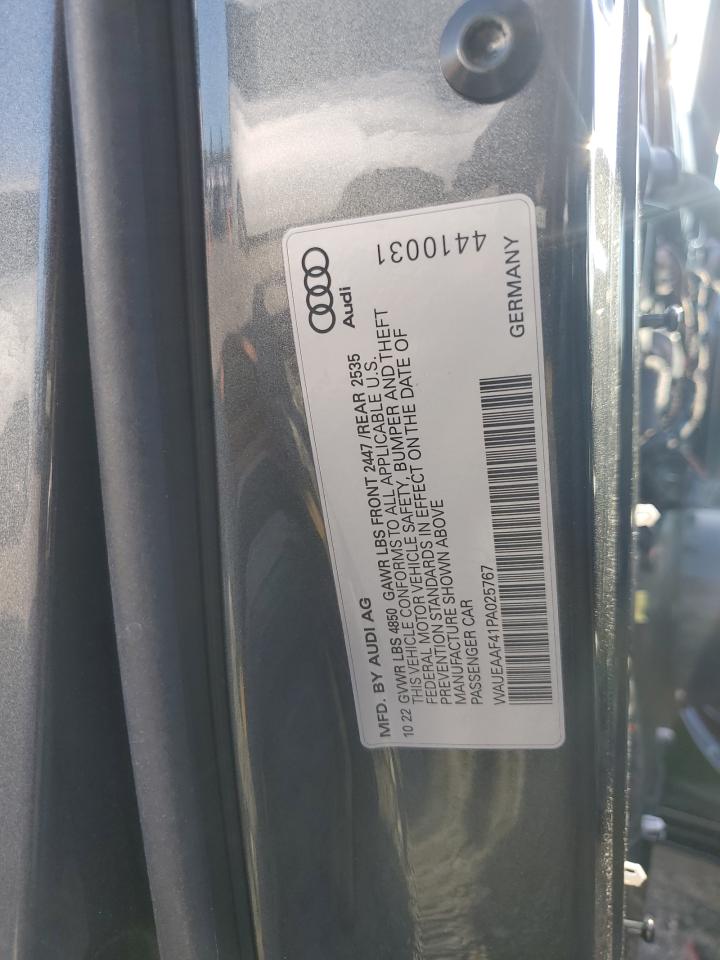 MFD. BY AUDI AG
Audi
10 22 GVWR LBS 4850 GAWR LBS FRONT 2447 /REAR 2535
THIS VEHICLE CONFORMS TO ALL APPLICABLE U.S.
FEDERAL MOTOR VEHICLE SAFETY, BUMPER AND THEFT
PREVENTION STANDARDS IN EFFECT ON THE DATE OF
MANUFACTURE SHOWN ABOVE
PASSENGER CAR
WAUEAAF41PA025767
GERMANY
4410031